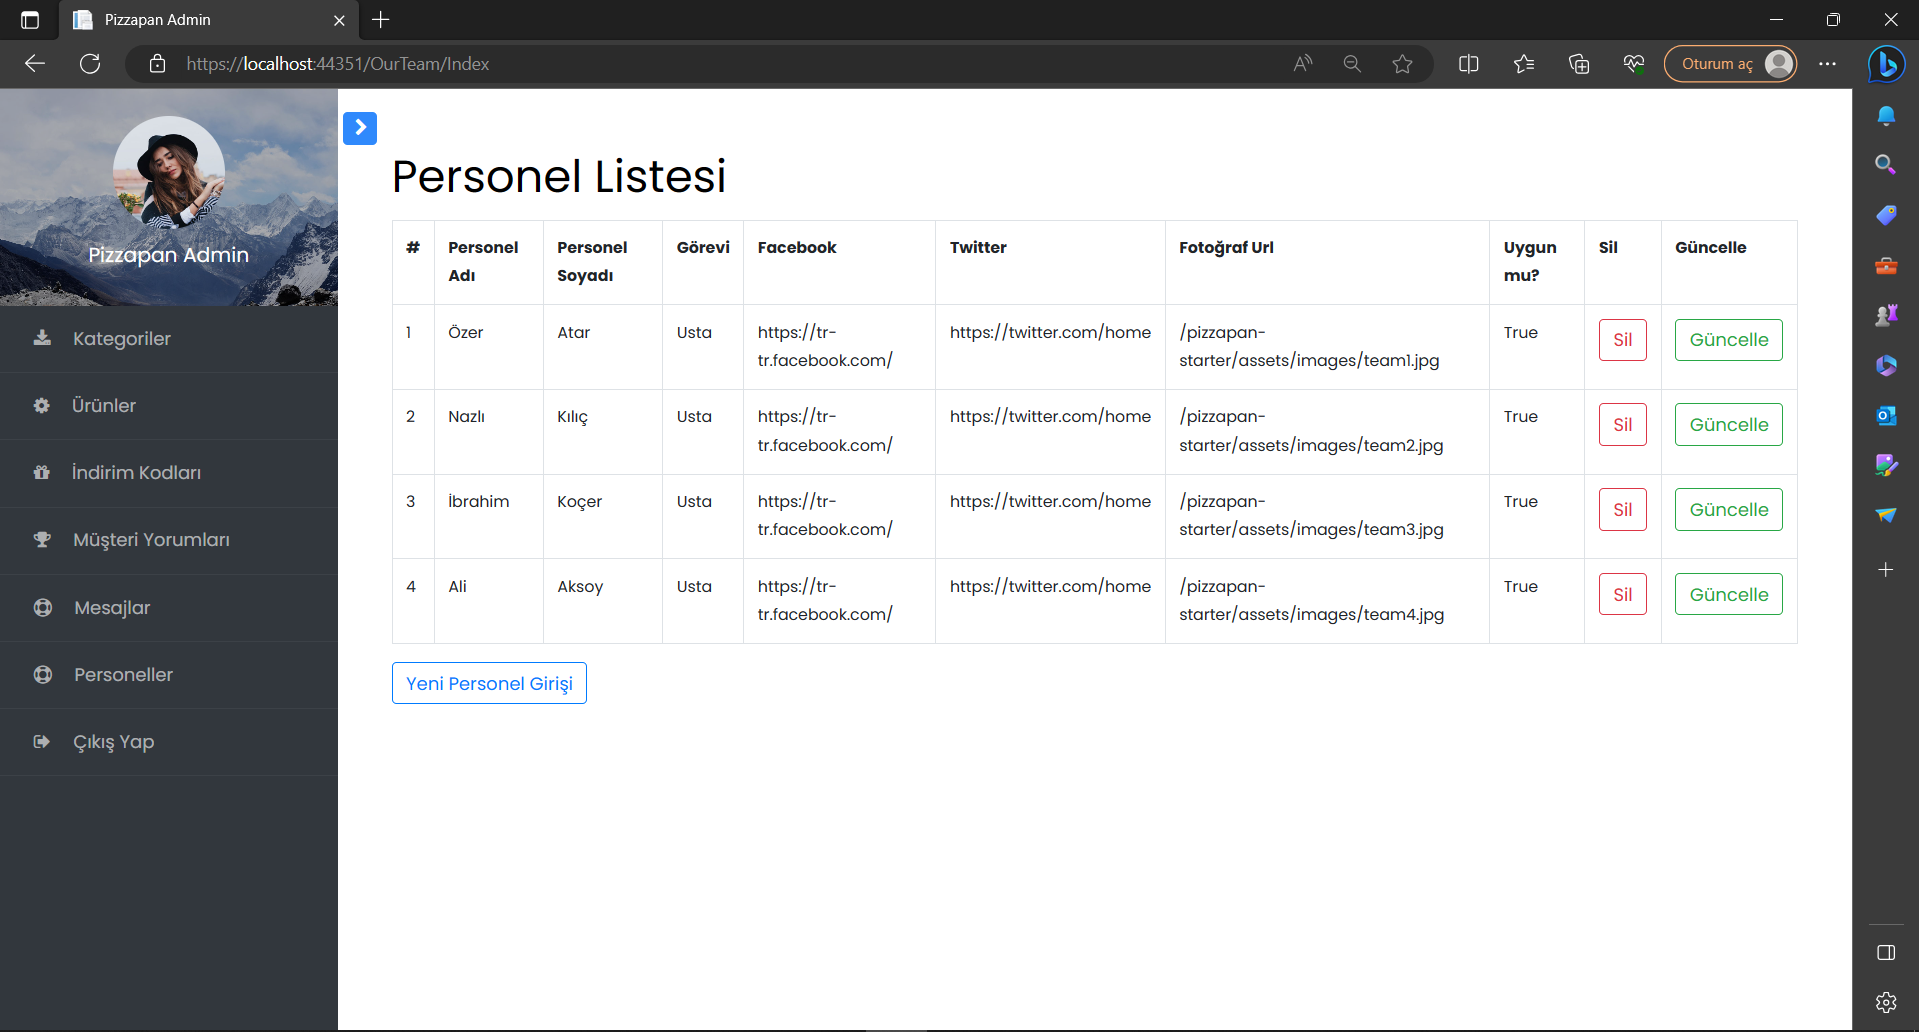 Pizzapan Admin
https://localhost:44351/OurTeam/Index
Oturum aç
Pizzapan Admin
Kategoriler
Ürünler
İndirim Kodları
Müşteri Yorumları
Mesajlar
Personeller
Çıkış Yap
Personel Listesi
# Personel Adı Personel Soyadı Görevi Facebook Twitter Fotoğraf Url Uygun mu? Sil Güncelle
1 Özer Atar Usta https://tr-tr.facebook.com/ https://twitter.com/home /pizzapan-starter/assets/images/team1.jpg True Sil Güncelle
2 Nazlı Kılıç Usta https://tr-tr.facebook.com/ https://twitter.com/home /pizzapan-starter/assets/images/team2.jpg True Sil Güncelle
3 İbrahim Koçer Usta https://tr-tr.facebook.com/ https://twitter.com/home /pizzapan-starter/assets/images/team3.jpg True Sil Güncelle
4 Ali Aksoy Usta https://tr-tr.facebook.com/ https://twitter.com/home /pizzapan-starter/assets/images/team4.jpg True Sil Güncelle
Yeni Personel Girişi